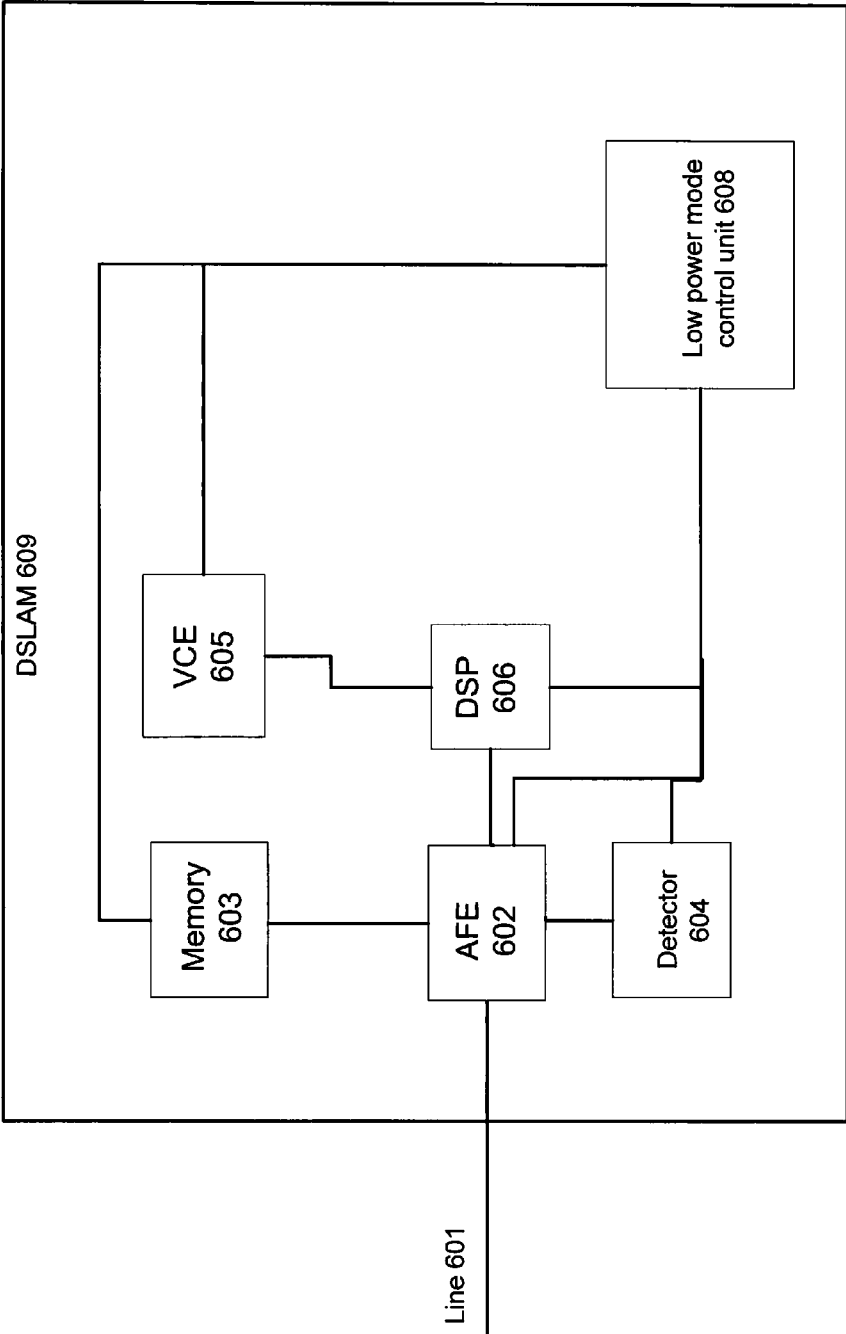 DSLAM 609
Memory
603
VCE
605
Line 601
AFE
602
DSP
606
Detector
604
Low power mode
control unit 608